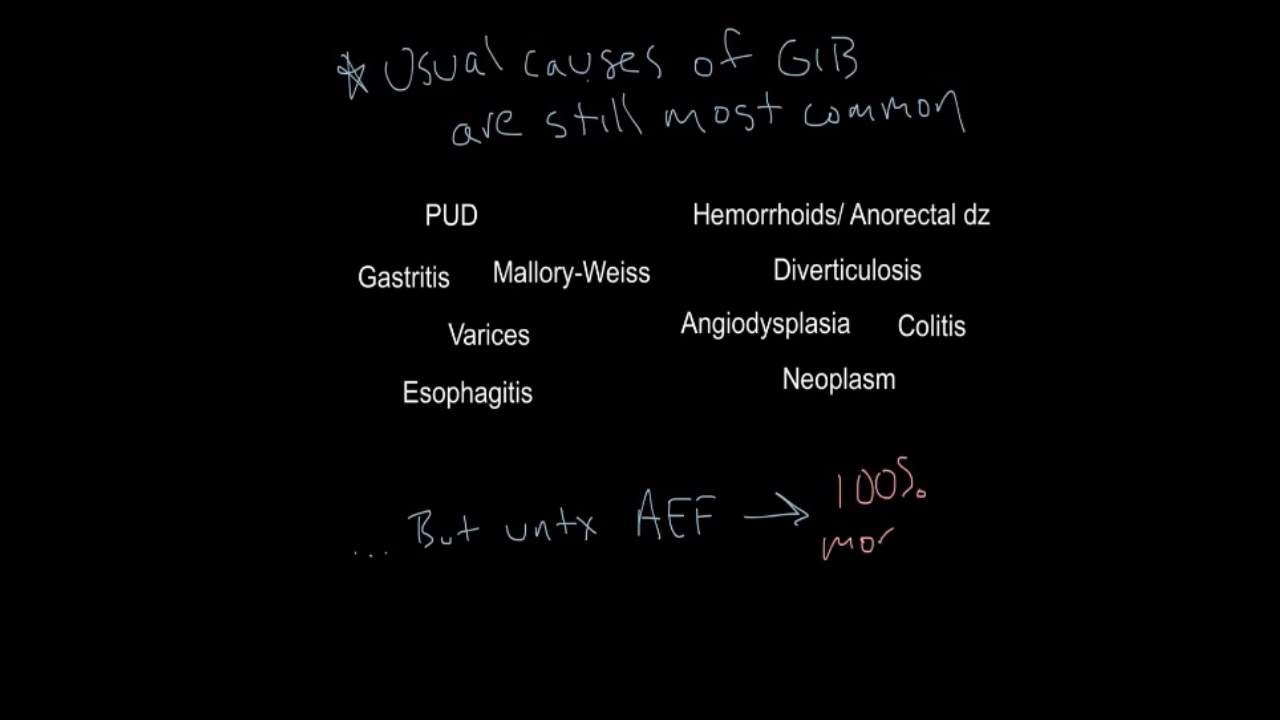 * Usual causes of GIB
are still most common
PUD
Hemorrhoids/ Anorectal dz
Gastritis
Mallory-Weiss
Diverticulosis
Varices
Angiodysplasia
Colitis
Esophagitis
Neoplasm
... But untx AEF → 100%
mor